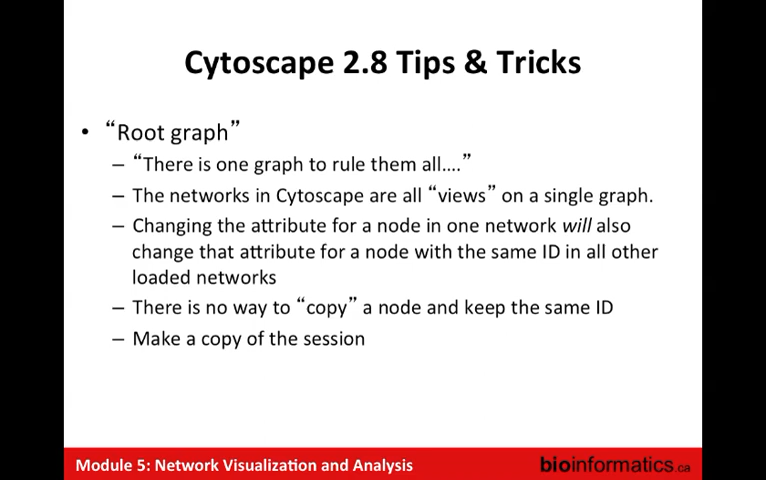 Cytoscape 2.8 Tips & Tricks
• “Root graph”
– “There is one graph to rule them all....”
– The networks in Cytoscape are all “views” on a single graph.
– Changing the attribute for a node in one network will also
change that attribute for a node with the same ID in all other
loaded networks
– There is no way to “copy” a node and keep the same ID
– Make a copy of the session
Module 5: Network Visualization and Analysis
bioinformatics.ca